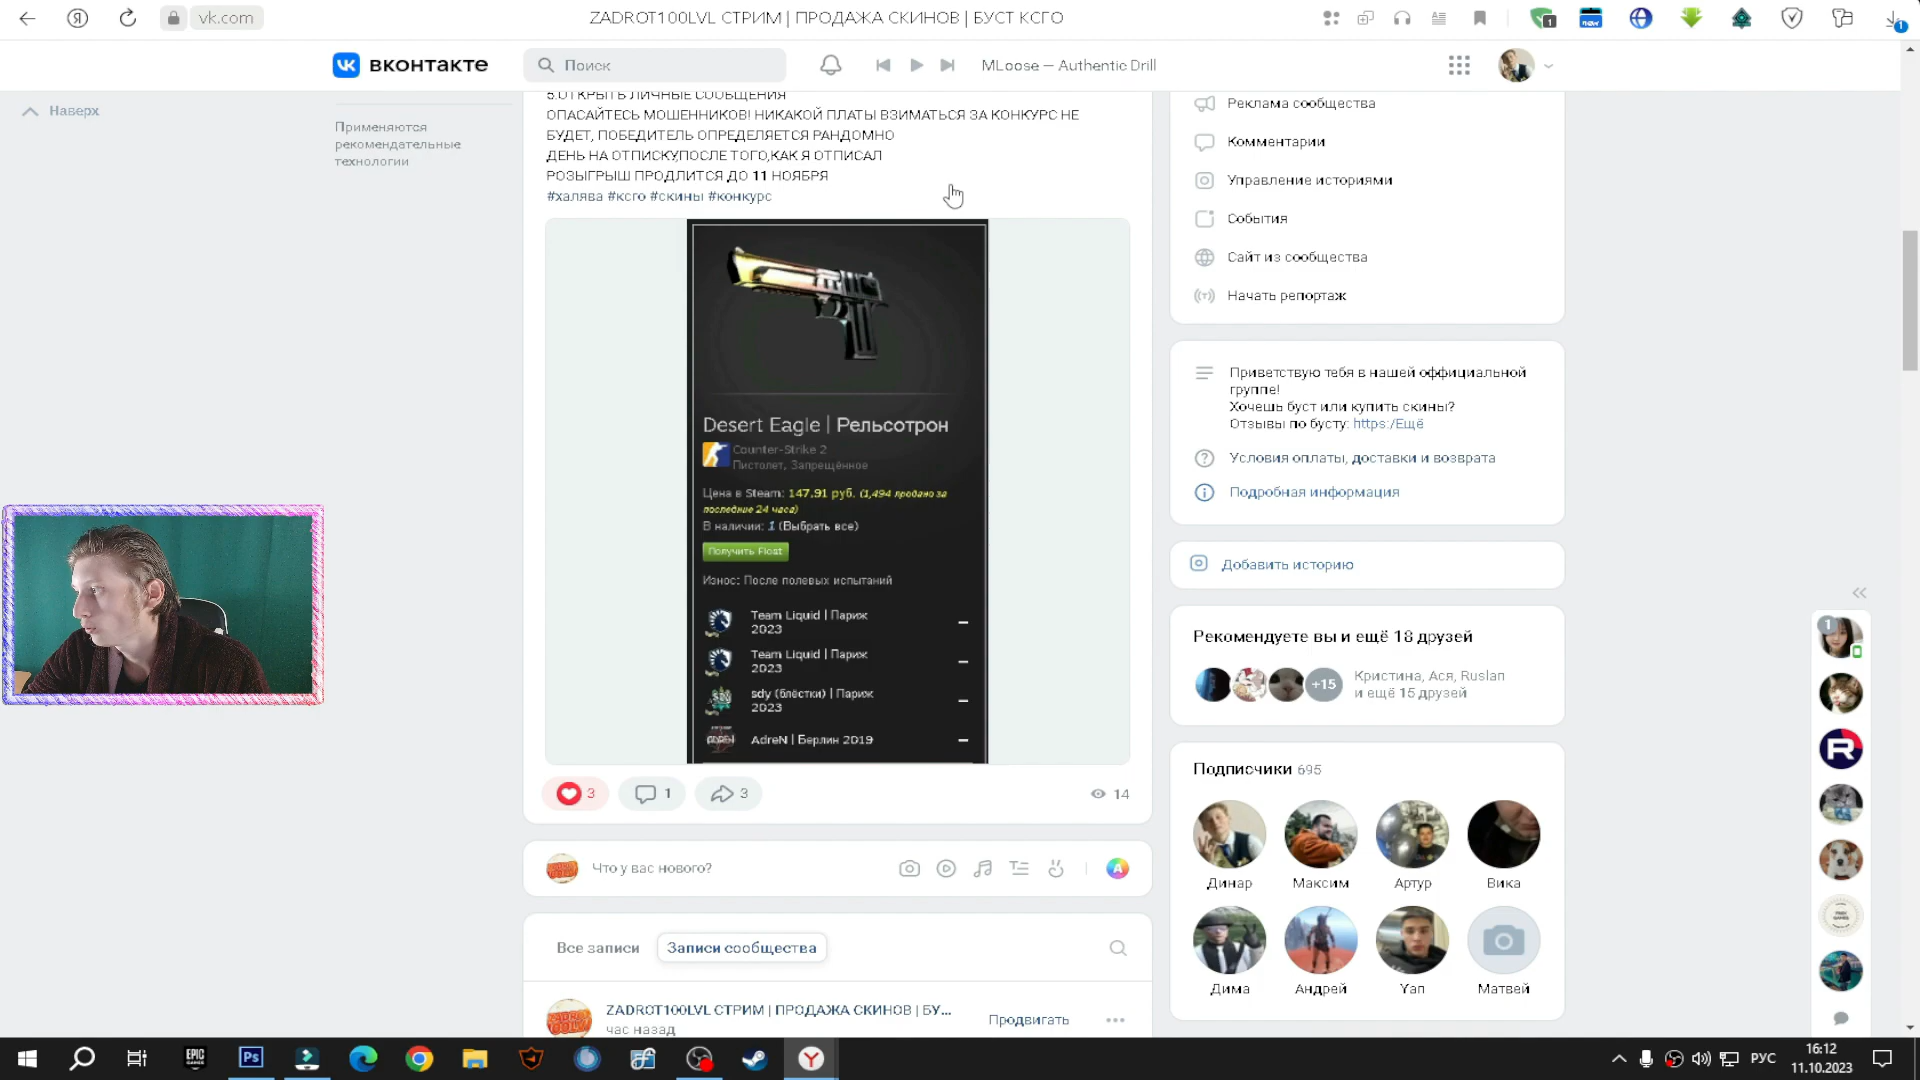 vk.com
ZADROT100LVL СТРИМ | ПРОДАЖА СКИНОВ | БУСТ КСГО
вконтакте
Поиск
MLoose — Authentic Drill
Наверх
Применяются
рекомендательные
технологии
5.ОТКРЫТЬ ЛИЧНЫЕ СООБЩЕНИЯ
ОПАСАЙТЕСЬ МОШЕННИКОВ! НИКАКОЙ ПЛАТЫ ВЗИМАТЬСЯ ЗА КОНКУРС НЕ
БУДЕТ, ПОБЕДИТЕЛЬ ОПРЕДЕЛЯЕТСЯ РАНДОМНО
ДЕНЬ НА ОТПИСКУ,ПОСЛЕ ТОГО,КАК Я ОТПИСАЛ
РОЗЫГРЫШ ПРОДЛИТСЯ ДО 11 НОЯБРЯ
#халява #ксго #скины #конкурс
Desert Eagle | Рельсотрон
Counter-Strike 2
Пистолет, Запрещённое
Цена в Steam: 147,91 руб. (1,494 продано за
последние 24 часа)
В наличии: 1 (Выбрать все)
Получить Float
Износ: После полевых испытаний
Team Liquid | Париж
2023
Team Liquid | Париж
2023
sdy (блёстки) | Париж
2023
AdreN | Берлин 2019
3
1
3
14
Что у вас нового?
Все записи
Записи сообщества
ZADROT100LVL СТРИМ | ПРОДАЖА СКИНОВ | БУ...
час назад
Продвигать
Реклама сообщества
Комментарии
Управление историями
События
Сайт из сообщества
Начать репортаж
Приветствую тебя в нашей оффициальной
группе!
Хочешь буст или купить скины?
Отзывы по бусту: https:/Ещё
Условия оплаты, доставки и возврата
Подробная информация
Добавить историю
Рекомендуете вы и ещё 18 друзей
+15
Кристина, Ася, Ruslan
и ещё 15 друзей
Подписчики 695
Динар
Максим
Артур
Вика
Дима
Андрей
Yan
Матвей
1
РУС
16:12
11.10.2023